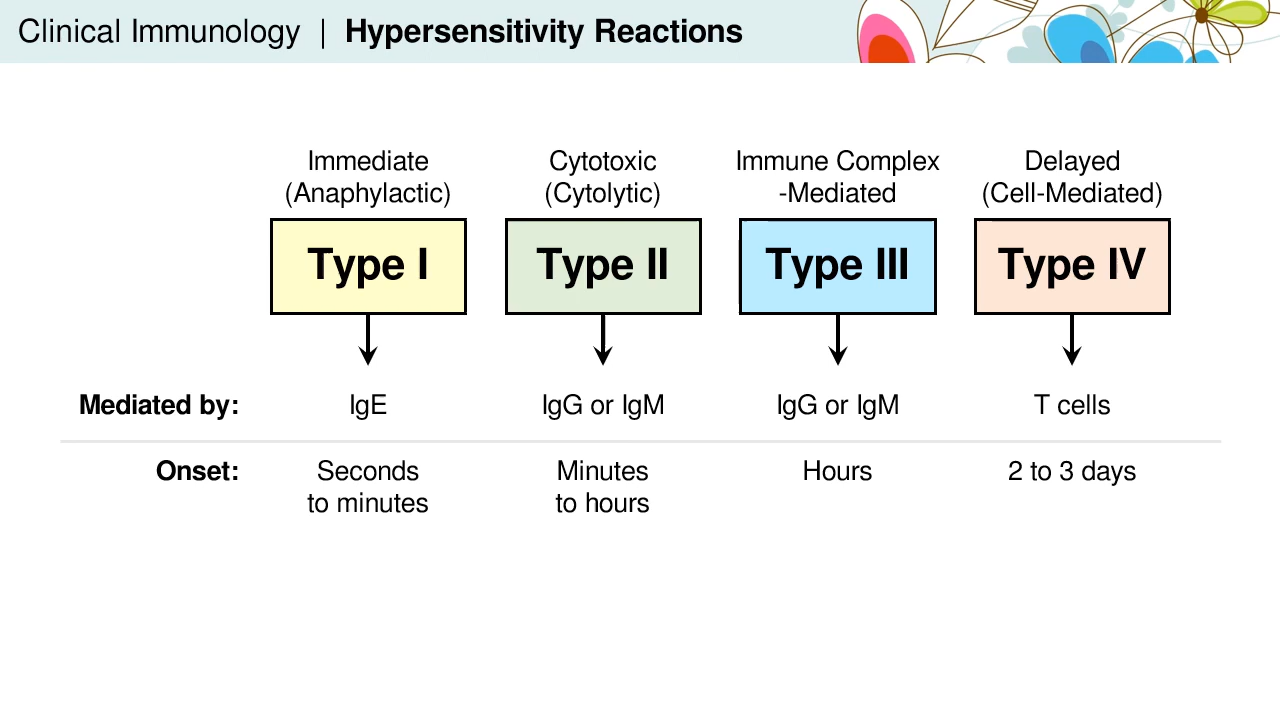 Clinical Immunology | Hypersensitivity Reactions
Immediate
(Anaphylactic)
Cytotoxic
(Cytolytic)
Immune Complex
-Mediated
Delayed
(Cell-Mediated)
Type I
Type II
Type III
Type IV
Mediated by:
IgE
IgG or IgM
IgG or IgM
T cells
Onset:
Seconds
to minutes
Minutes
to hours
Hours
2 to 3 days